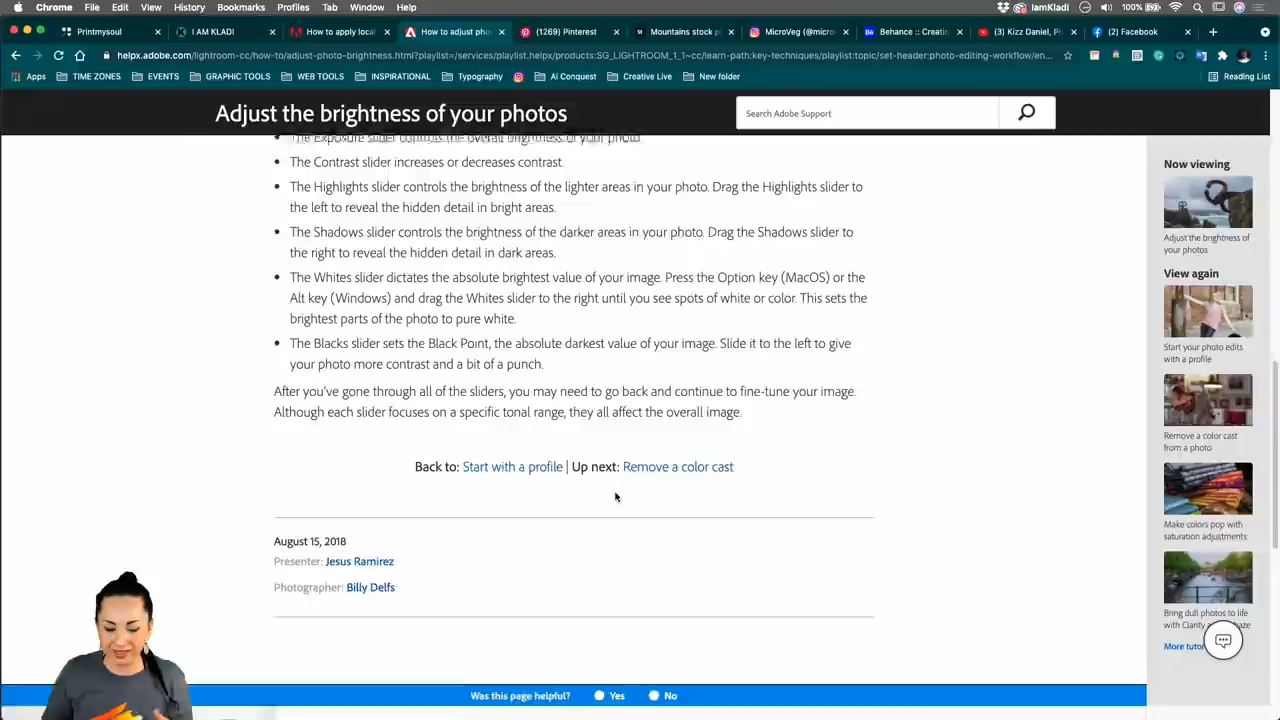 Chrome File Edit View History Bookmarks Profiles Tab Window Help
IamKladi 100%
Printmysoul
I AM KLADI
How to apply local
How to adjust pho
(1269) Pinterest
Mountains stock p
MicroVeg (@micro
Behance :: Creatin
(3) Kizz Daniel, P
(2) Facebook
helpx.adobe.com/lightroom-cc/how-to/adjust-photo-brightness.html?playlist=/services/playlist.helpx/products:SG_LIGHTROOM_1_1~cc/learn-path:key-techniques/playlist:topic/set-header:photo-editing-workflow/en...
Apps TIME ZONES EVENTS GRAPHIC TOOLS WEB TOOLS INSPIRATIONAL Typography Ai Conquest Creative Live New folder Reading List
Adjust the brightness of your photos
Search Adobe Support
The Exposure slider controls the overall brightness of your photo
The Contrast slider increases or decreases contrast.
The Highlights slider controls the brightness of the lighter areas in your photo. Drag the Highlights slider to
the left to reveal the hidden detail in bright areas.
The Shadows slider controls the brightness of the darker areas in your photo. Drag the Shadows slider to
the right to reveal the hidden detail in dark areas.
The Whites slider dictates the absolute brightest value of your image. Press the Option key (MacOS) or the
Alt key (Windows) and drag the Whites slider to the right until you see spots of white or color. This sets the
brightest parts of the photo to pure white.
The Blacks slider sets the Black Point, the absolute darkest value of your image. Slide it to the left to give
your photo more contrast and a bit of a punch.
After you've gone through all of the sliders, you may need to go back and continue to fine-tune your image.
Although each slider focuses on a specific tonal range, they all affect the overall image.
Back to: Start with a profile | Up next: Remove a color cast
August 15, 2018
Presenter: Jesus Ramirez
Photographer: Billy Delfs
Now viewing
Adjust the brightness of
your photos
View again
Start your photo edits
with a profile
Remove a color cast
from a photo
Make colors pop with
saturation adjustments
Bring dull photos to life
with Clarity
More tutor
Was this page helpful? Yes No